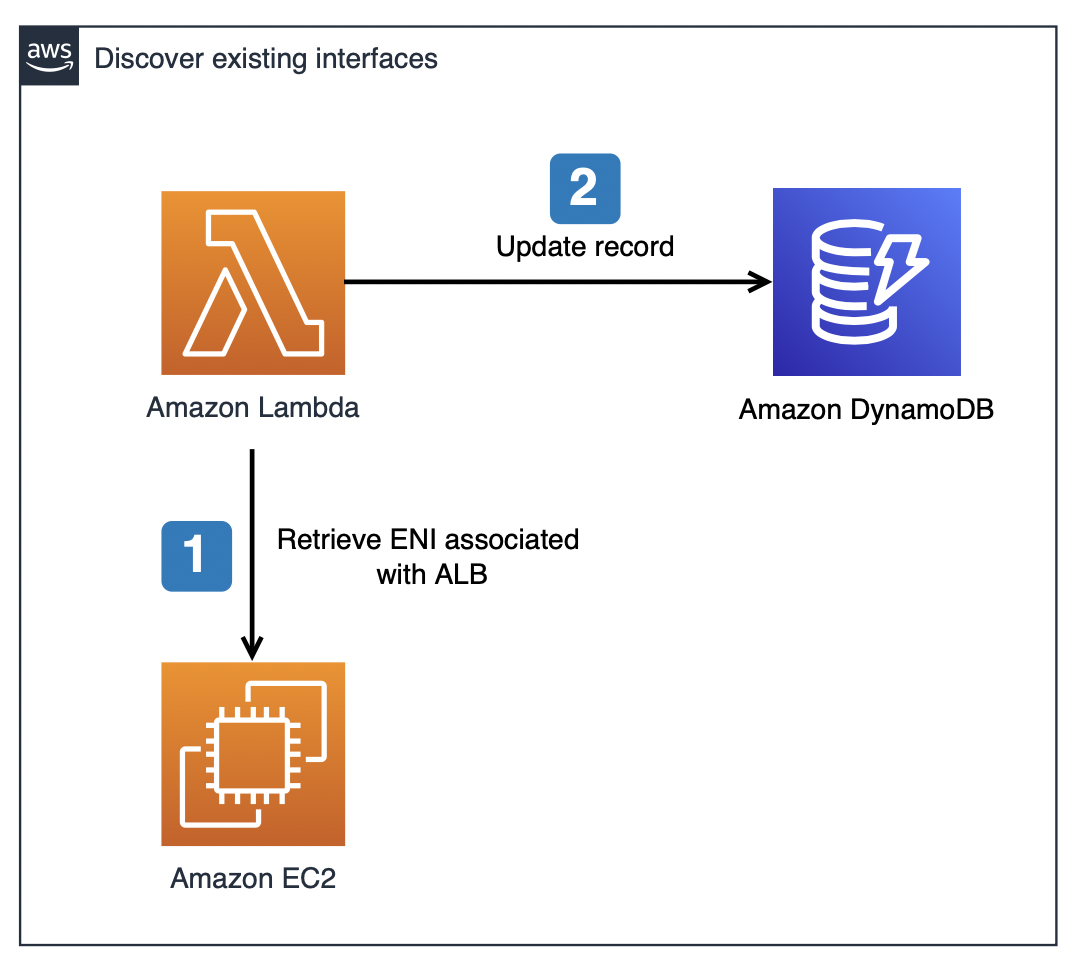 aws
Discover existing interfaces
2
Update record
Amazon Lambda
Amazon DynamoDB
1
Retrieve ENI associated
with ALB
Amazon EC2